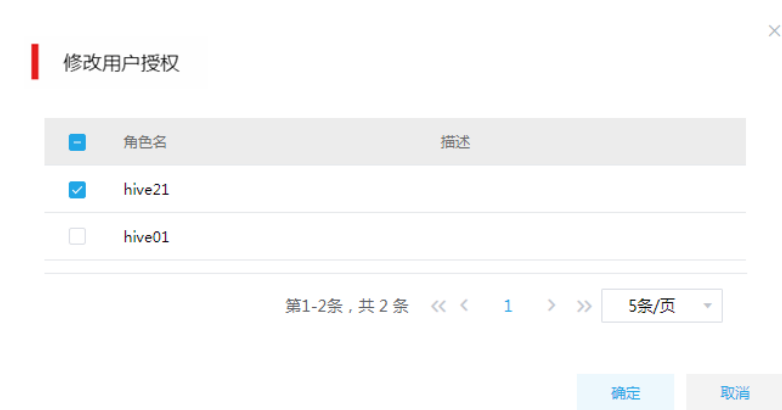 修改用户授权
角色名 描述
hive21
hive01
第1-2条，共 2 条 1 5条/页
确定 取消